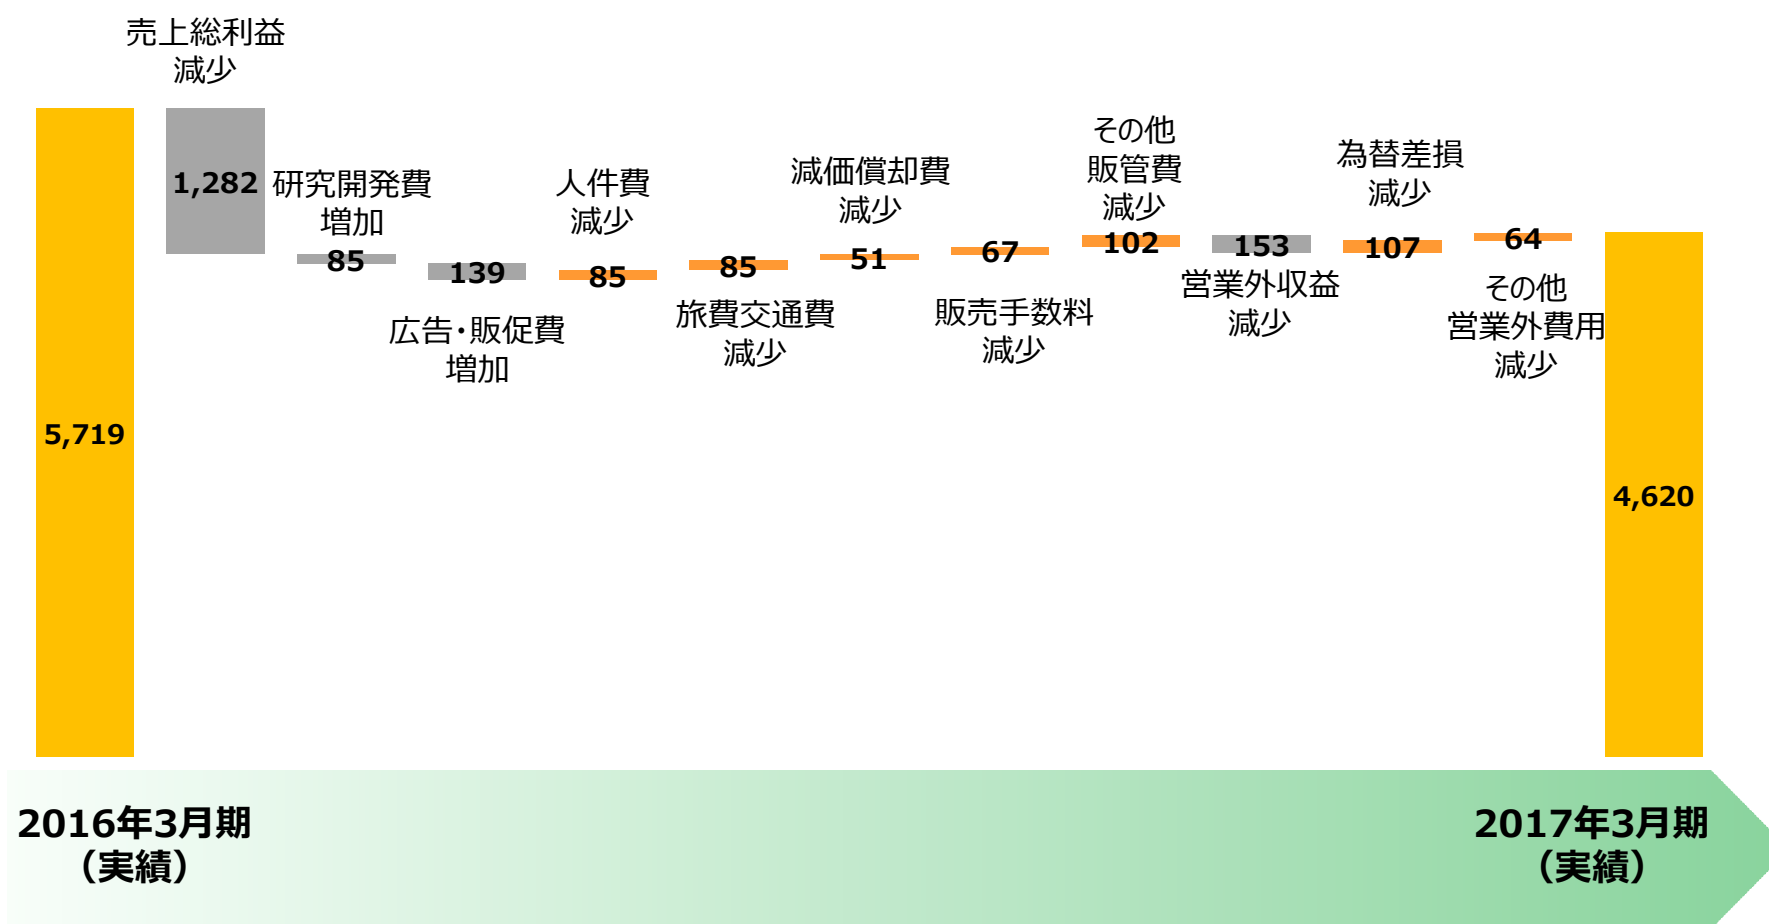 売上総利益
減少
5,719
1,282
研究開発費
増加
85
139
広告・販促費
増加
人件費
減少
85
85
旅費交通費
減少
減価償却費
減少
51
67
販売手数料
減少
その他
販管費
減少
102
153
営業外収益
減少
為替差損
減少
107
64
その他
営業外費用
減少
4,620
2016年3月期
（実績）
2017年3月期
（実績）